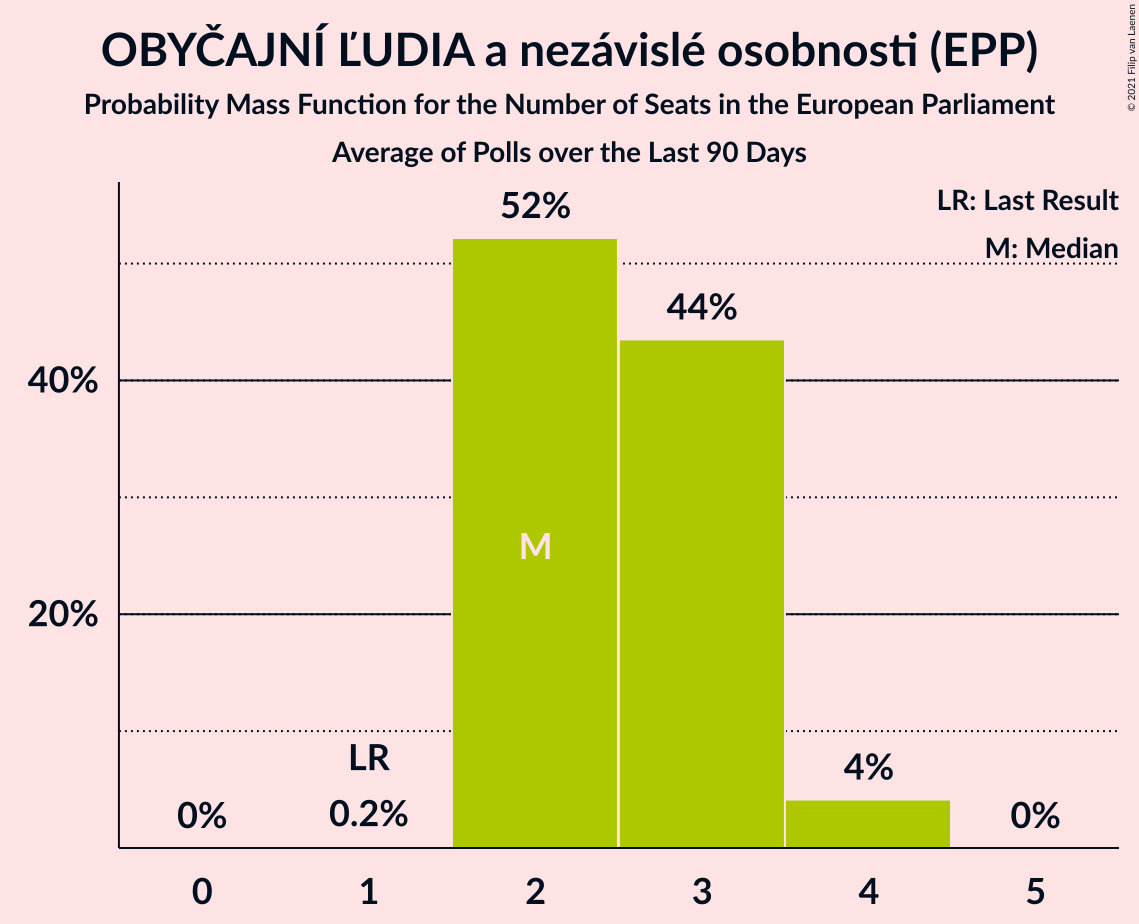 OBYČAJNÍ ĽUDIA a nezávislé osobnosti (EPP)
Probability Mass Function for the Number of Seats in the European Parliament
Average of Polls over the Last 90 Days
© 2021 Filip van Laenen
LR: Last Result
M: Median
52%
44%
40%
M
20%
LR
4%
0%
0.2%
0%
0 1 2 3 4 5